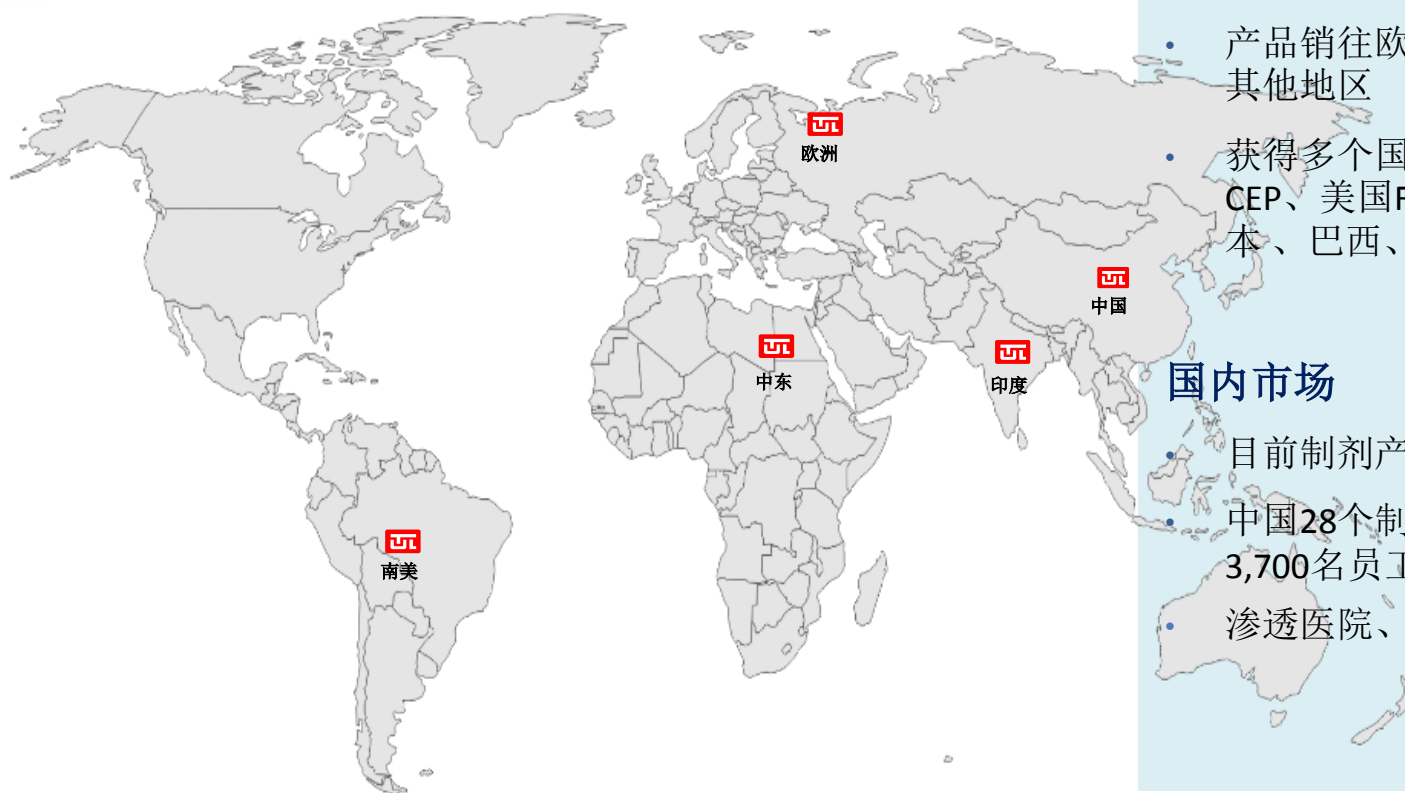 产品销往欧
其他地区
获得多个国
CEP、美国F
本 、巴西、
国内市场
目前制剂产
中国28个制
3,700名员工
渗透医院、
欧洲
中国
中东
印度
南美